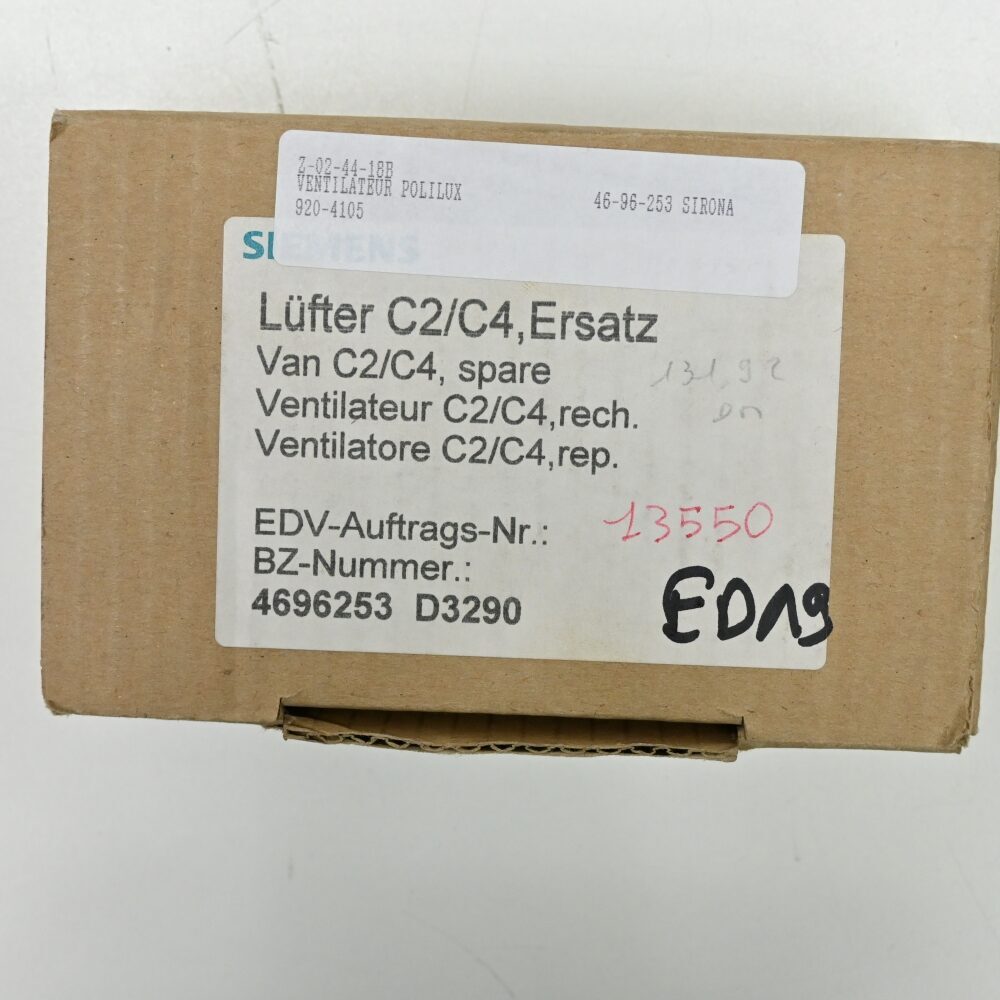 Z-02-44-18B
VENTILATEUR POLILUX
920-4105
46-96-253 SIRONA
SIEMENS
Lüfter C2/C4,Ersatz
Van C2/C4, spare
Ventilateur C2/C4,rech.
Ventilatore C2/C4,rep.
131,92
DM
EDV-Auftrags-Nr.:
13550
BZ-Nummer.:
4696253 D3290
ED19